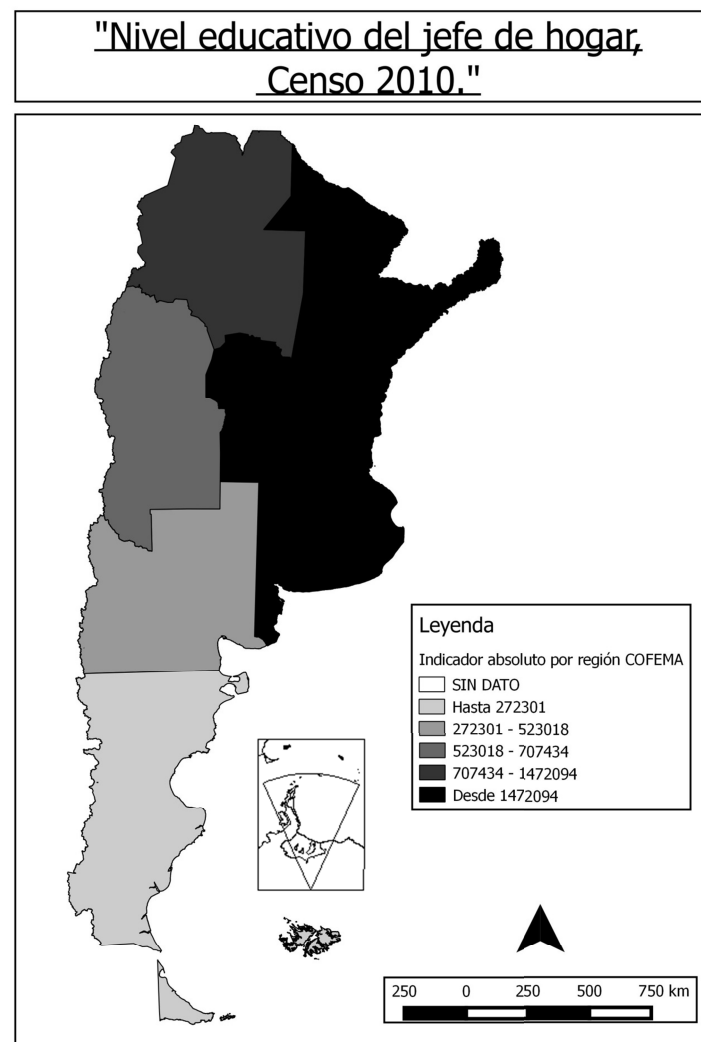 "Nivel educativo del jefe de hogar,
Censo 2010."
Leyenda
Indicador absoluto por región COFEMA
SIN DATO
Hasta 272301
272301 - 523018
523018 - 707434
707434 - 1472094
Desde 1472094
250 0 250 500 750 km